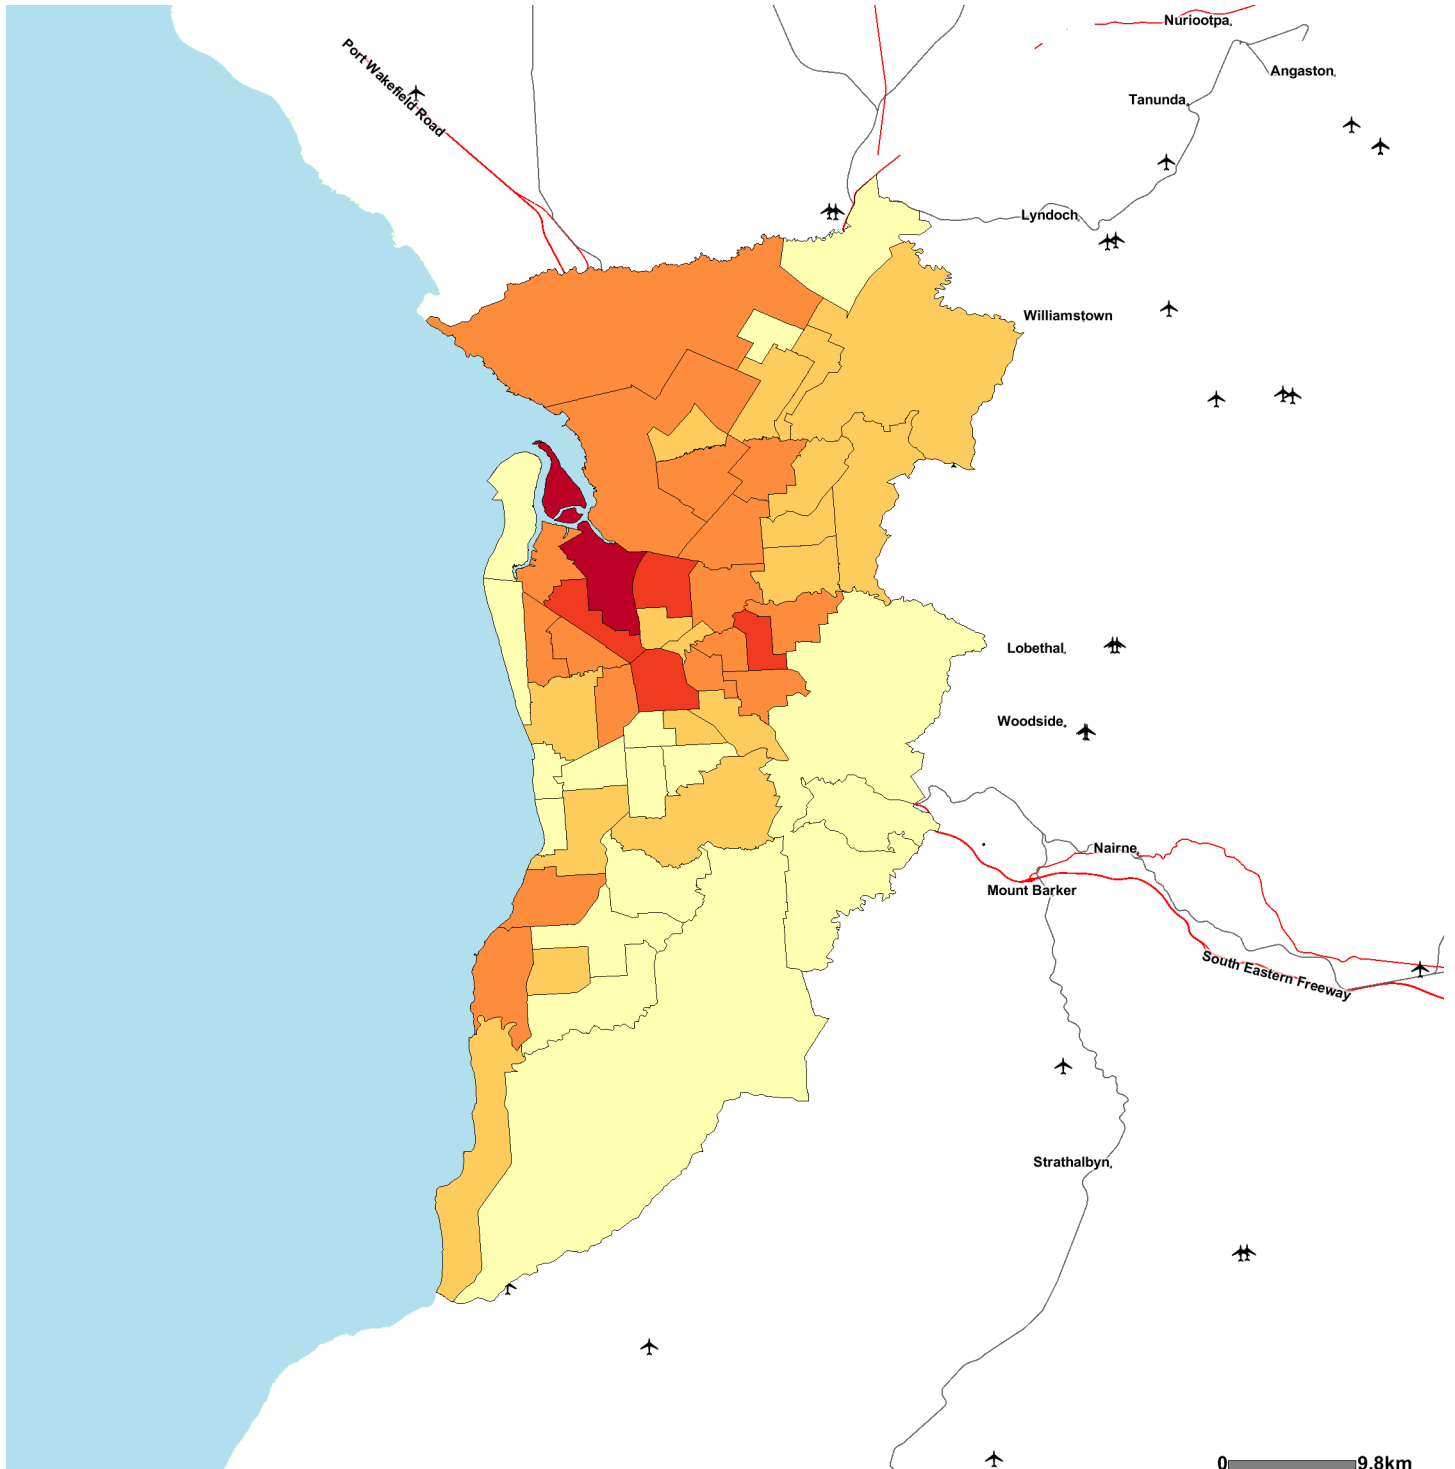 Nuriootpa
Port Wakefield Road
Angaston
Tanunda
Lyndoch
Williamstown
Lobethal
Woodside
Nairne
Mount Barker
South Eastern Freeway
Strathalbyn
0 9.8km